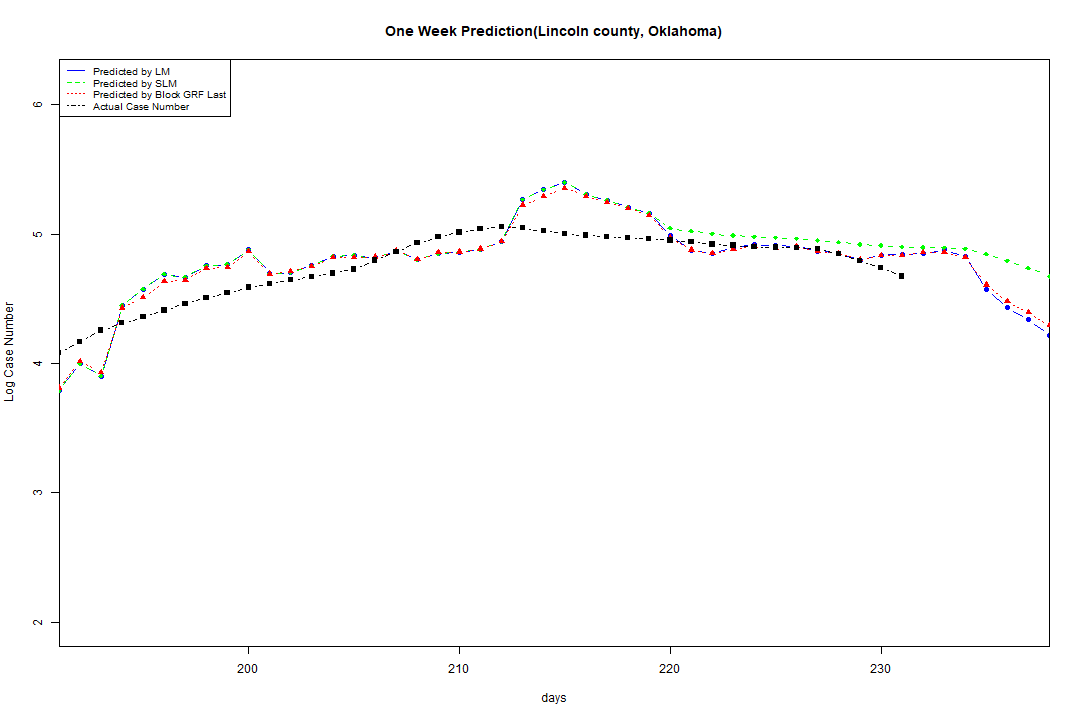 One Week Prediction(Lincoln county, Oklahoma)
Predicted by LM
Predicted by SLM
Predicted by Block GRF Last
Actual Case Number
6
5
4
3
2
Log Case Number
200
210
220
230
days